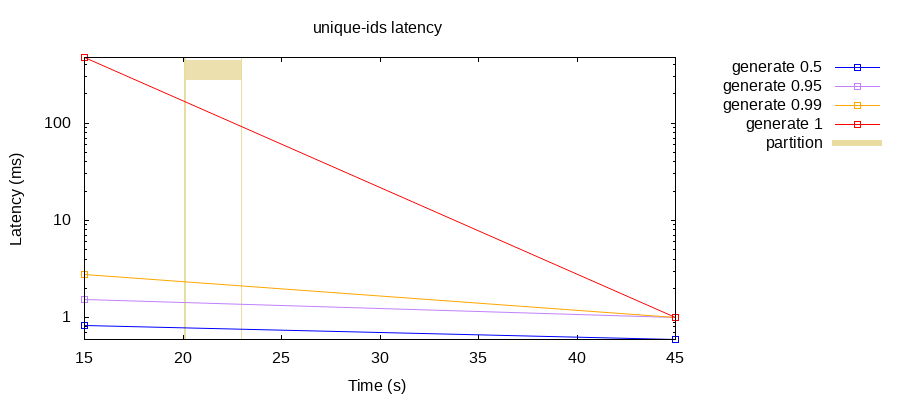 unique-ids latency
generate 0.5
generate 0.95
generate 0.99
generate 1
partition
Latency (ms)
100
10
1
15 20 25 30 35 40 45
Time (s)